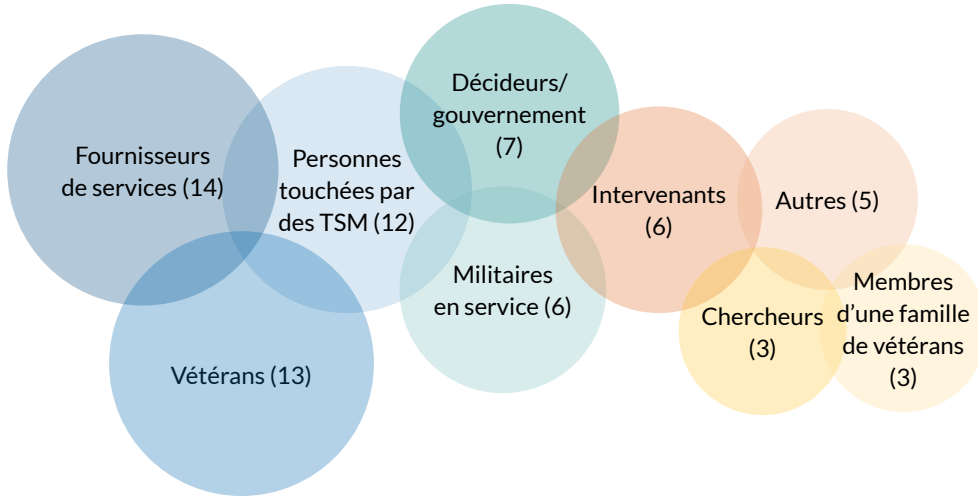 Fournisseurs
de services (14)
Personnes
touchées par
des TSM (12)
Décideurs/
gouvernement
(7)
Intervenants
(6)
Autres (5)
Vétérans (13)
Militaires
en service (6)
Chercheurs
(3)
Membres
d’une famille
de vétérans
(3)